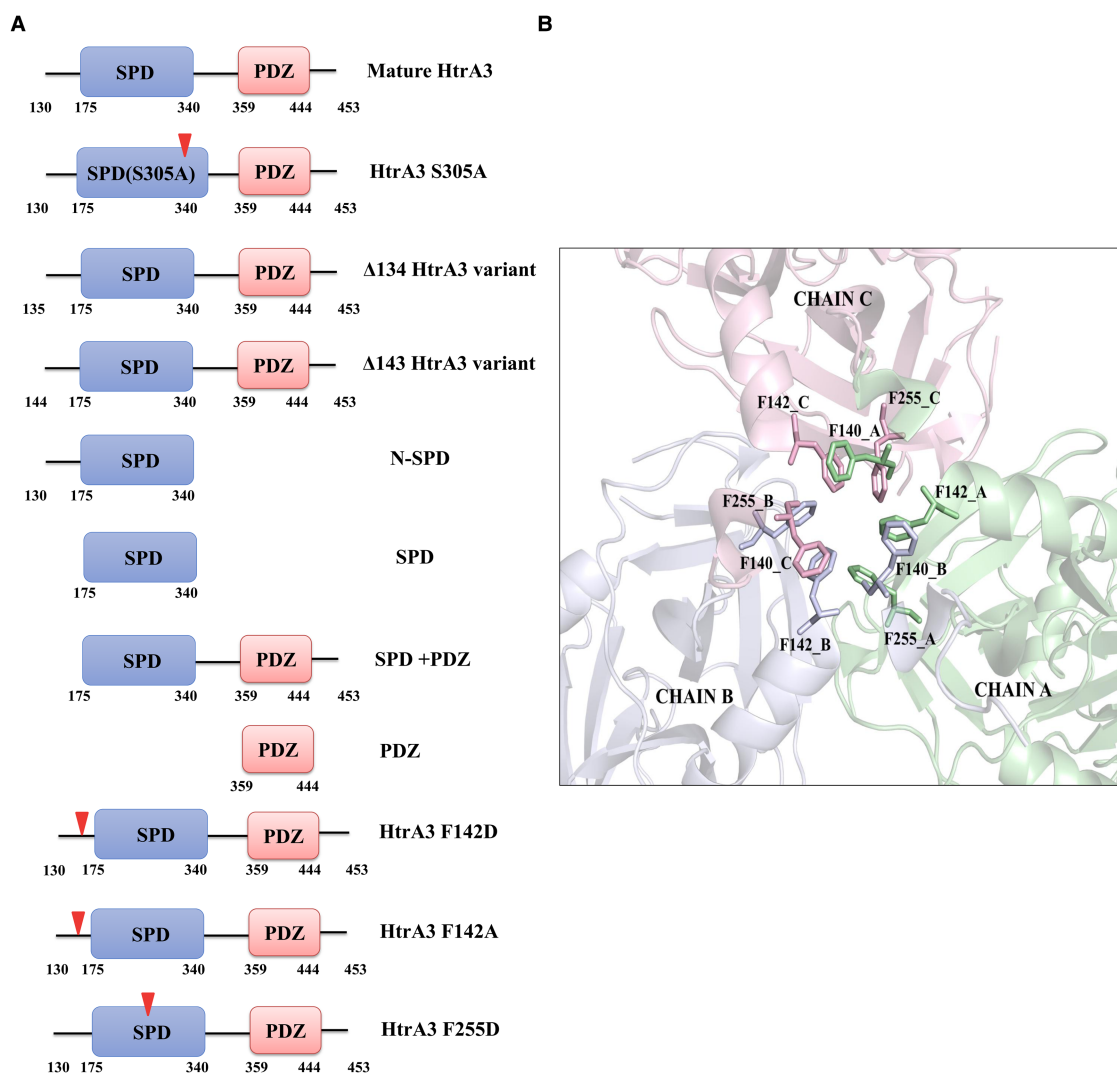 A
SPD PDZ Mature HtrA3
130 175 340 359 444 453
SPD(S305A) PDZ HtrA3 S305A
130 175 340 359 444 453
SPD PDZ Δ134 HtrA3 variant
135 175 340 359 444 453
SPD PDZ Δ143 HtrA3 variant
144 175 340 359 444 453
SPD N-SPD
130 175 340
SPD SPD
175 340
SPD PDZ SPD +PDZ
175 340 359 444 453
PDZ PDZ
359 444
SPD PDZ HtrA3 F142D
130 175 340 359 444 453
SPD PDZ HtrA3 F142A
130 175 340 359 444 453
SPD PDZ HtrA3 F255D
130 175 340 359 444 453
B
CHAIN C
F142_C F255_C
F140_A
F142_A
F255_B
F140_C F140_B
F142_B F255_A
CHAIN B CHAIN A